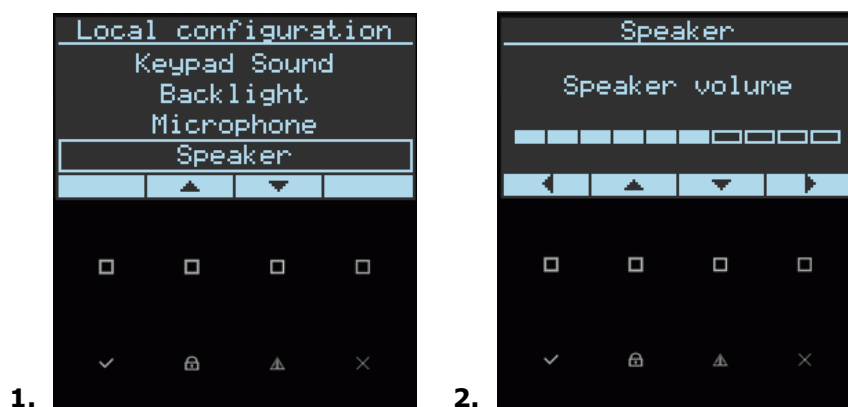 Local configuration
Keypad Sound
Backlight
Microphone
Speaker
1.
Speaker
Speaker volume
2.